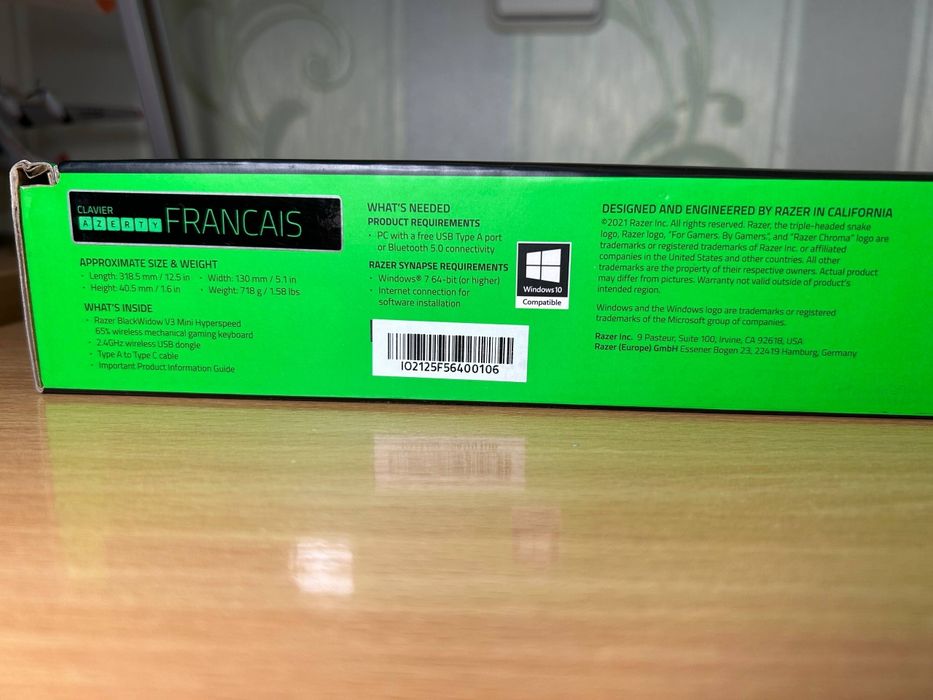 CLAVIER
AZERTY
FRANCAIS
APPROXIMATE SIZE & WEIGHT
· Length: 318.5 mm / 12.5 in · Width: 130 mm / 5.1 in
· Height: 40.5 mm / 1.6 in · Weight: 718 g / 1.58 lbs
WHAT'S INSIDE
· Razer BlackWidow V3 Mini Hyperspeed
65% wireless mechanical gaming keyboard
· 2.4GHz wireless USB dongle
· Type A to Type C cable
· Important Product Information Guide
WHAT'S NEEDED
PRODUCT REQUIREMENTS
· PC with a free USB Type A port
or Bluetooth 5.0 connectivity
RAZER SYNAPSE REQUIREMENTS
· Windows® 7 64-bit (or higher)
· Internet connection for
software installation
Windows 10
Compatible
IO2125F56400106
DESIGNED AND ENGINEERED BY RAZER IN CALIFORNIA
©2021 Razer Inc. All rights reserved. Razer, the triple-headed snake
logo, Razer logo, "For Gamers. By Gamers.", and "Razer Chroma" logo are
trademarks or registered trademarks of Razer Inc. or affiliated
companies in the United States and other countries. All other
trademarks are the property of their respective owners. Actual product
may differ from pictures. Warranty not valid outside of product's
intended region.
Windows and the Windows logo are trademarks or registered
trademarks of the Microsoft group of companies.
Razer Inc. 9 Pasteur, Suite 100, Irvine, CA 92618, USA
Razer (Europe) GmbH Essener Bogen 23, 22419 Hamburg, Germany